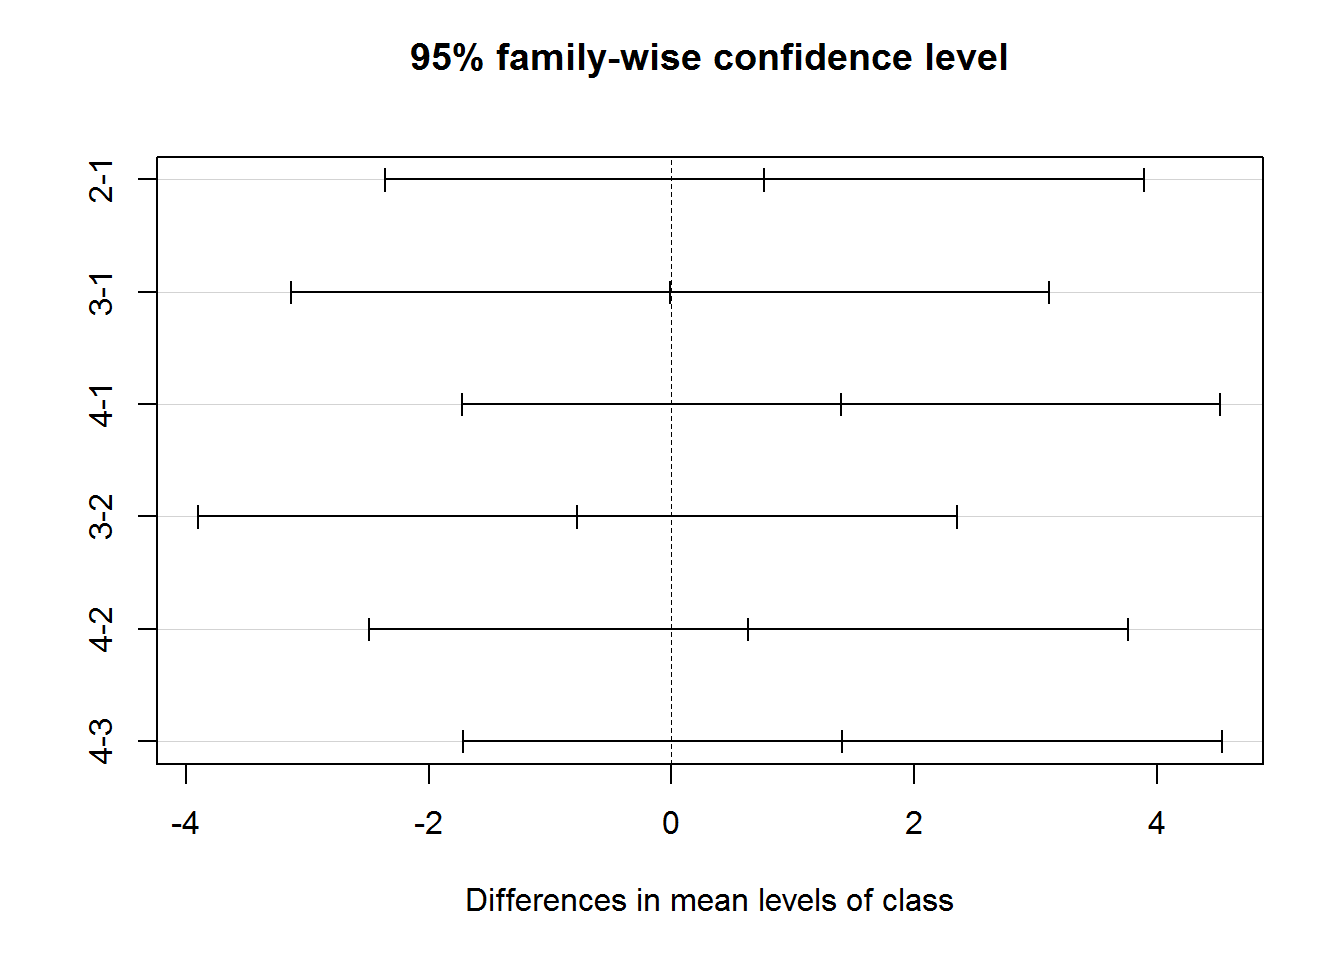 95% family-wise confidence level
2-1
3-1
4-1
3-2
4-2
4-3
-4 -2 0 2 4
Differences in mean levels of class